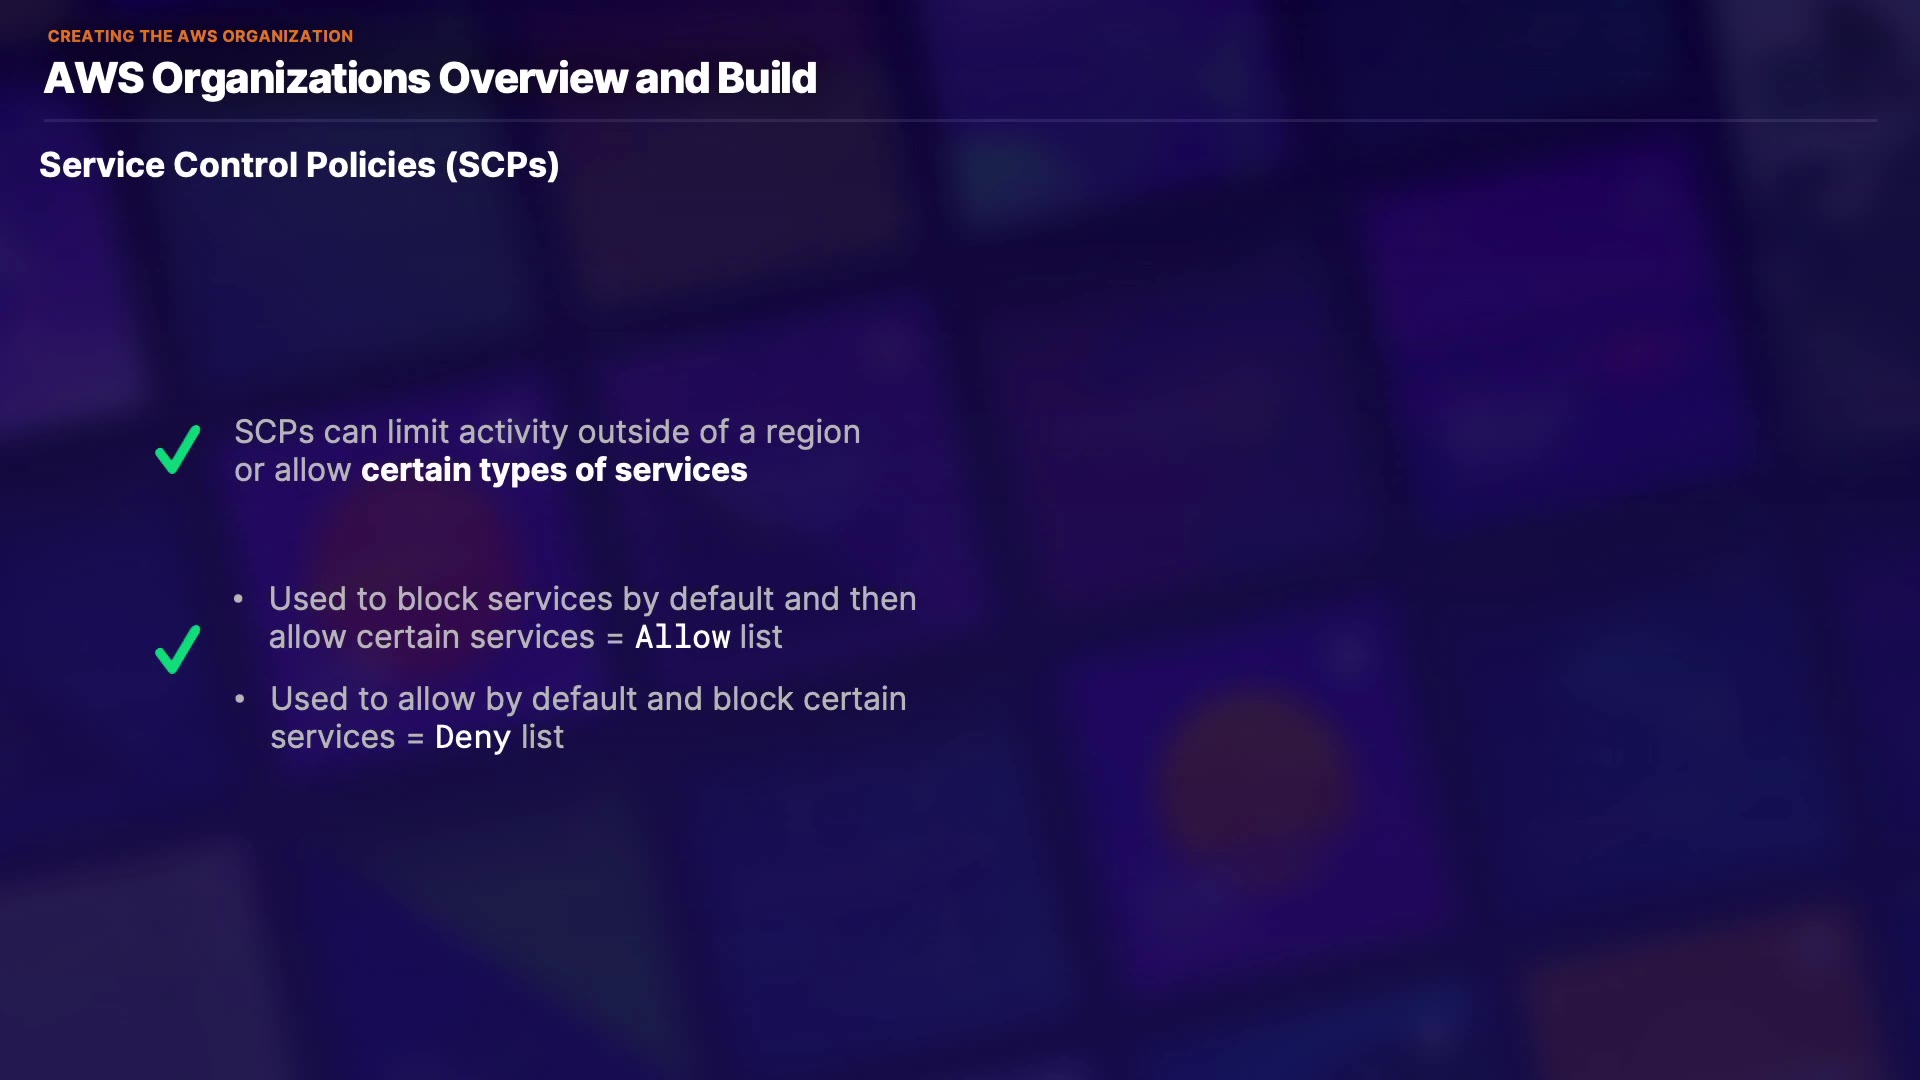 CREATING THE AWS ORGANIZATION
AWS Organizations Overview and Build
Service Control Policies (SCPs)
SCPs can limit activity outside of a region
or allow certain types of services
• Used to block services by default and then
allow certain services = Allow list
• Used to allow by default and block certain
services = Deny list